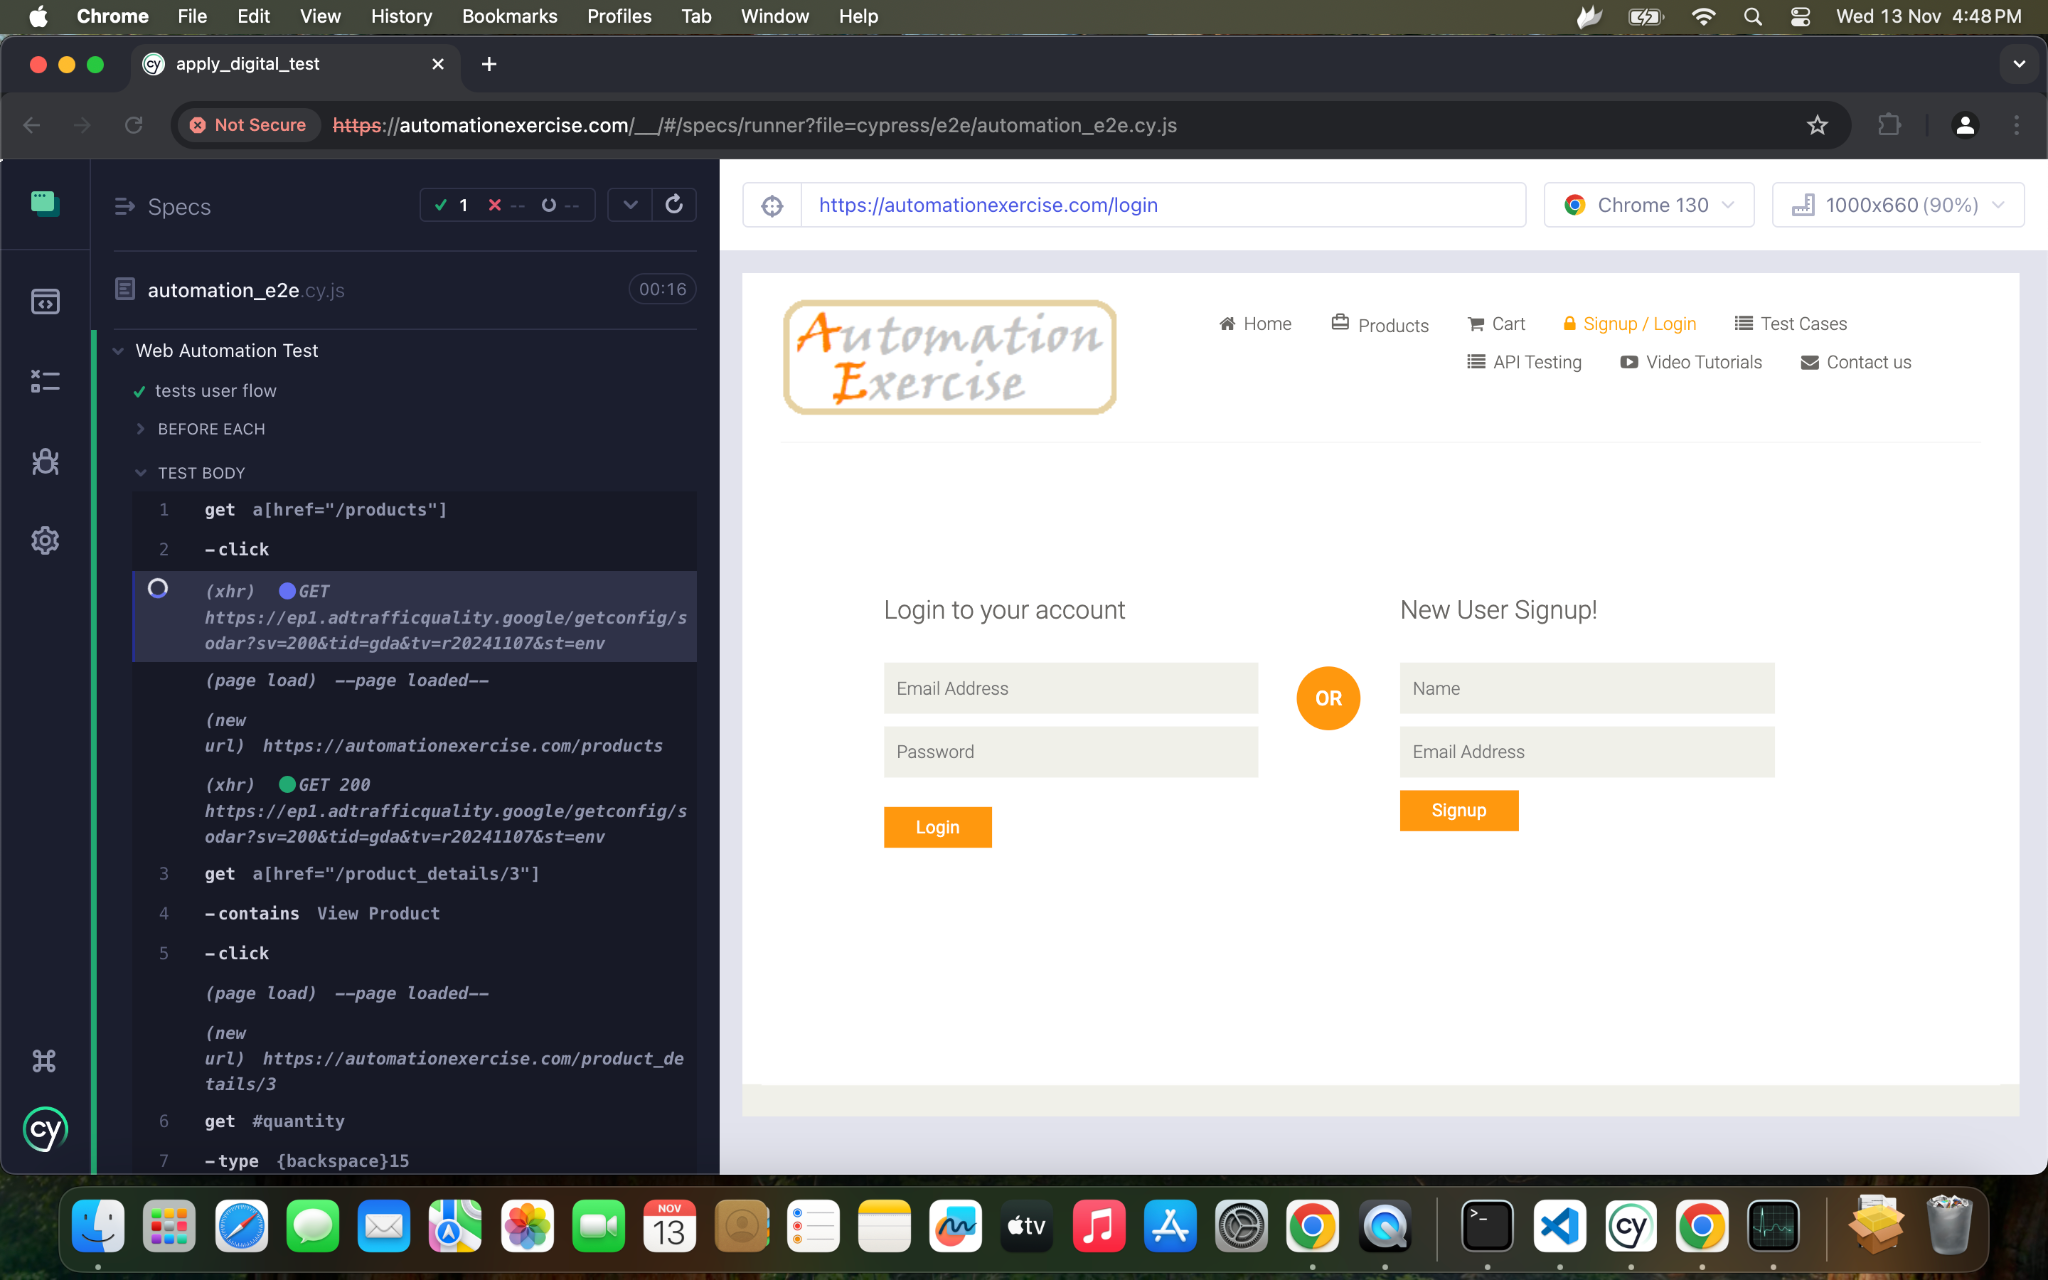 Chrome File Edit View History Bookmarks Profiles Tab Window Help Wed 13 Nov 4:48 PM
cy apply_digital_test
Not Secure https://automationexercise.com/__/#/specs/runner?file=cypress/e2e/automation_e2e.cy.js
Specs 1 -- --
https://automationexercise.com/login Chrome 130 1000x660 (90%)
automation_e2e.cy.js 00:16
Web Automation Test
tests user flow
BEFORE EACH
TEST BODY
1 get a[href="/products"]
2 -click
(xhr) GET
https://ep1.adtrafficquality.google/getconfig/s
odar?sv=200&tid=gda&tv=r20241107&st=env
(page load) --page loaded--
(new
url) https://automationexercise.com/products
(xhr) GET 200
https://ep1.adtrafficquality.google/getconfig/s
odar?sv=200&tid=gda&tv=r20241107&st=env
3 get a[href="/product_details/3"]
4 -contains View Product
5 -click
(page load) --page loaded--
(new
url) https://automationexercise.com/product_de
tails/3
6 get #quantity
7 -type {backspace}15
cy
Automation
Exercise
Home Products Cart Signup / Login Test Cases
API Testing Video Tutorials Contact us
Login to your account
Email Address
Password
Login
OR
New User Signup!
Name
Email Address
Signup
NOV
13
tv
>_
cy